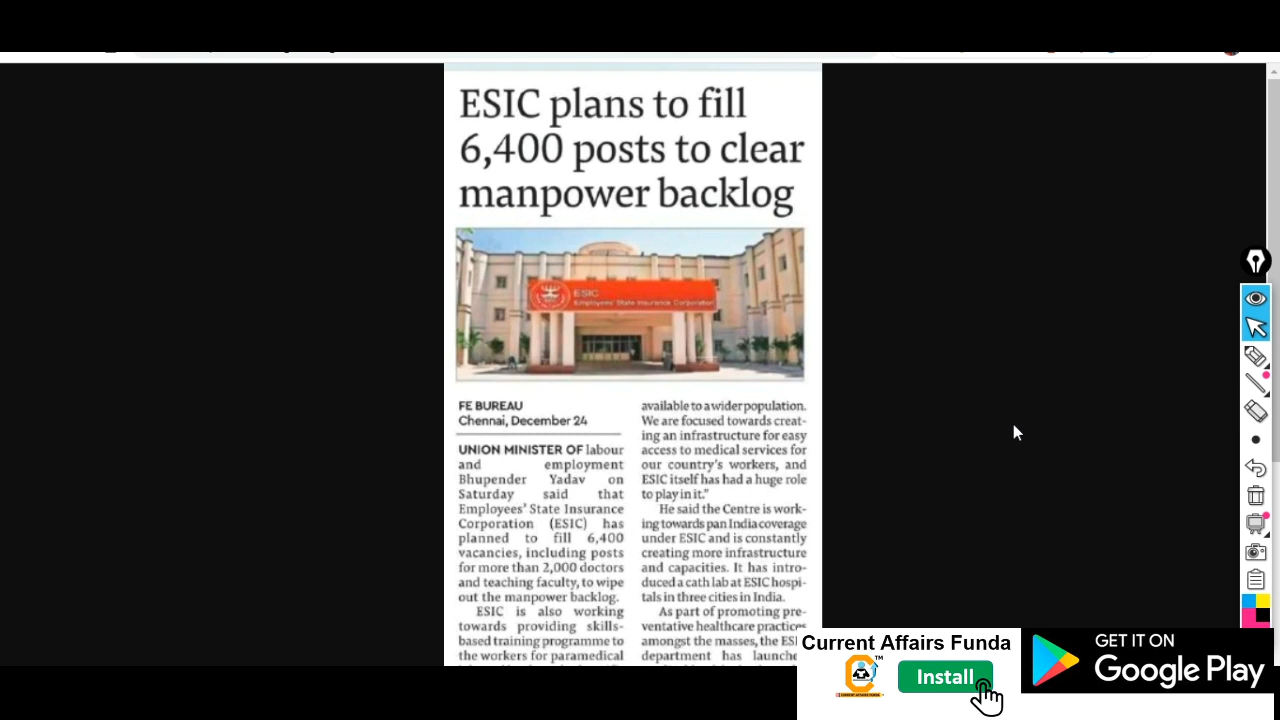 ESIC plans to fill
6,400 posts to clear
manpower backlog
ESIC
Employees' State Insurance Corporation
FE BUREAU
Chennai, December 24
UNION MINISTER OF labour
and employment
Bhupender Yadav on
Saturday said that
Employees' State Insurance
Corporation (ESIC) has
planned to fill 6,400
vacancies, including posts
for more than 2,000 doctors
and teaching faculty, to wipe
out the manpower backlog.
ESIC is also working
towards providing skills-
based training programme to
the workers for paramedical
available to a wider population.
We are focused towards creat-
ing an infrastructure for easy
access to medical services for
our country's workers, and
ESIC itself has had a huge role
to play in it."
He said the Centre is work-
ing towards pan India coverage
under ESIC and is constantly
creating more infrastructure
and capacities. It has intro-
duced a cath lab at ESIC hospi-
tals in three cities in India.
As part of promoting pre-
ventative healthcare practices
amongst the masses, the ESI
department has launche
Current Affairs Funda
TM
CURRENT AFFAIRS FUNDA
Install
GET IT ON
Google Play